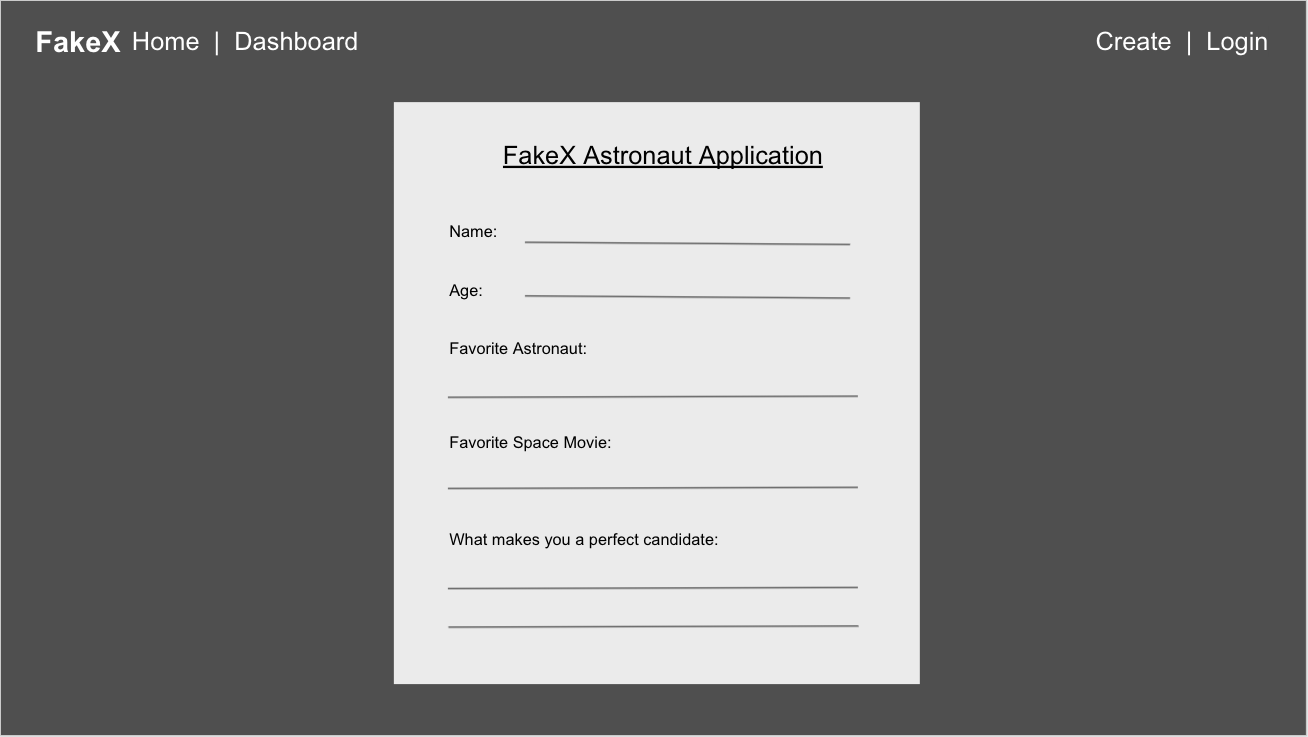 FakeX Home | Dashboard
Create | Login
FakeX Astronaut Application
Name:
Age:
Favorite Astronaut:
Favorite Space Movie:
What makes you a perfect candidate: